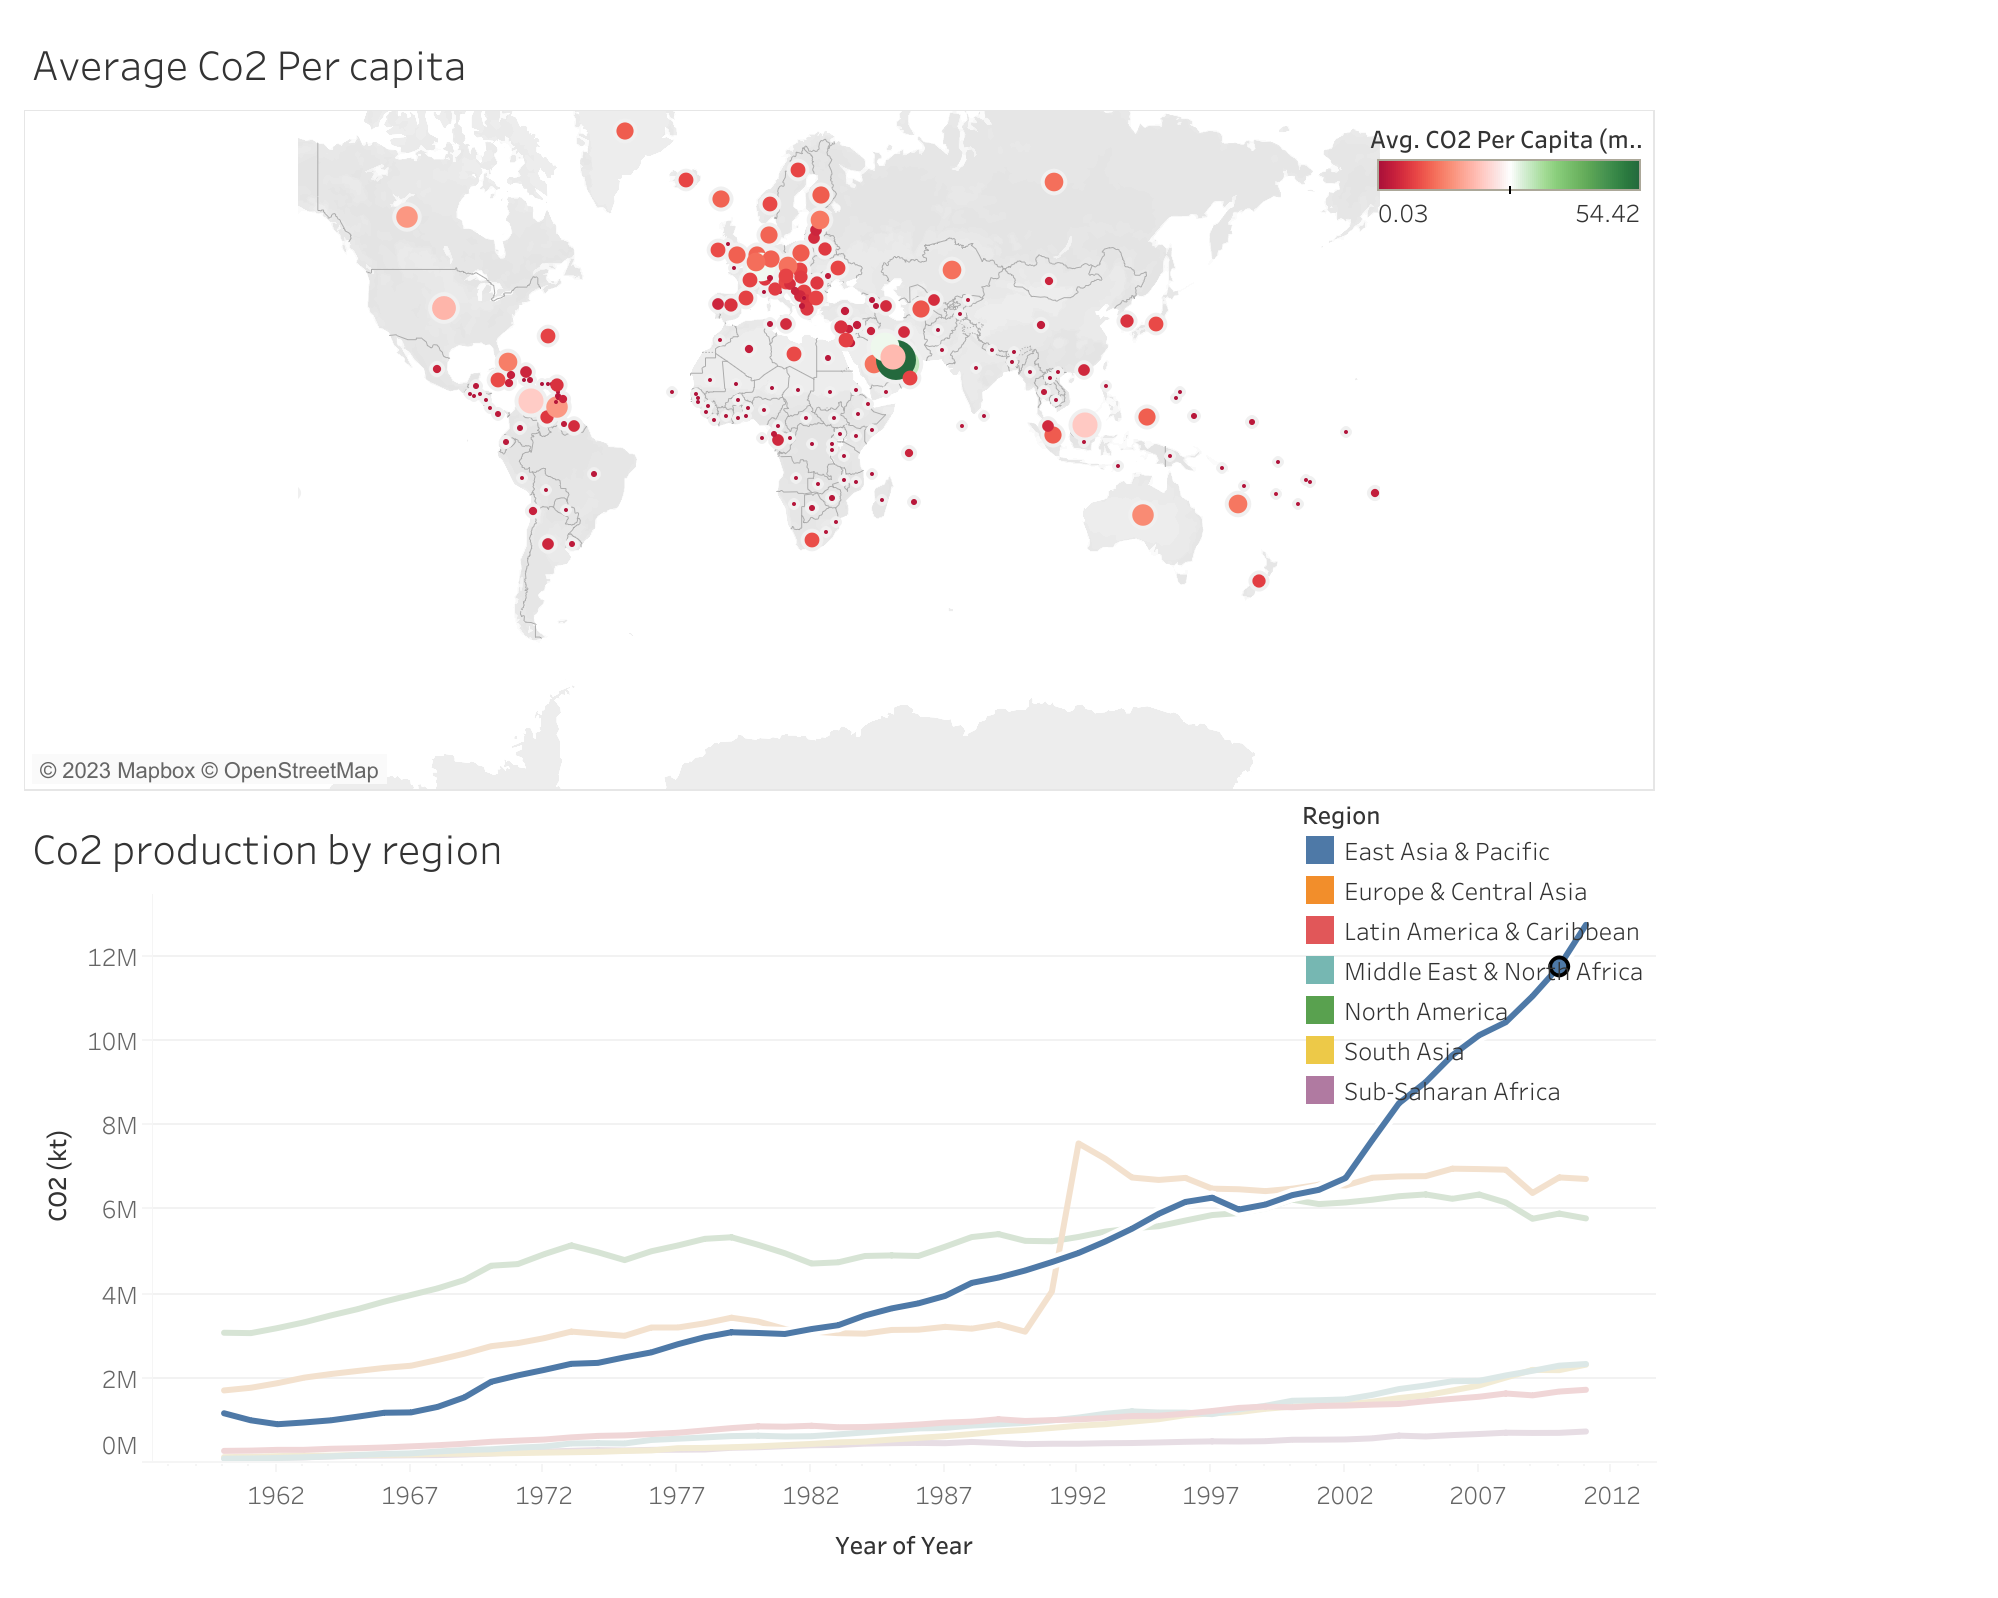 Average Co2 Per capita
Avg. CO2 Per Capita (m..
0.03 54.42
© 2023 Mapbox © OpenStreetMap
Co2 production by region
Region
East Asia & Pacific
Europe & Central Asia
Latin America & Caribbean
Middle East & North Africa
North America
South Asia
Sub-Saharan Africa
12M
10M
8M
6M
4M
2M
0M
CO2 (kt)
1962 1967 1972 1977 1982 1987 1992 1997 2002 2007 2012
Year of Year